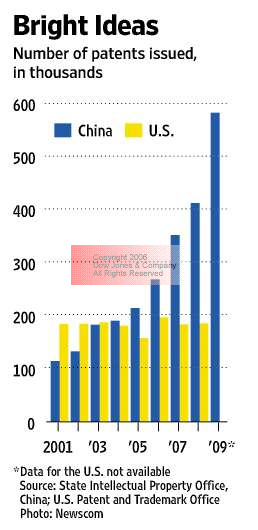 Bright Ideas
Number of patents issued,
in thousands
600
China
U.S.
500
400
Copyright 2006
Dow Jones & Company
All Rights Reserved
300
200
100
0
2001 '03 '05 '07 '09*
*Data for the U.S. not available
Source: State Intellectual Property Office,
China; U.S. Patent and Trademark Office
Photo: Newscom